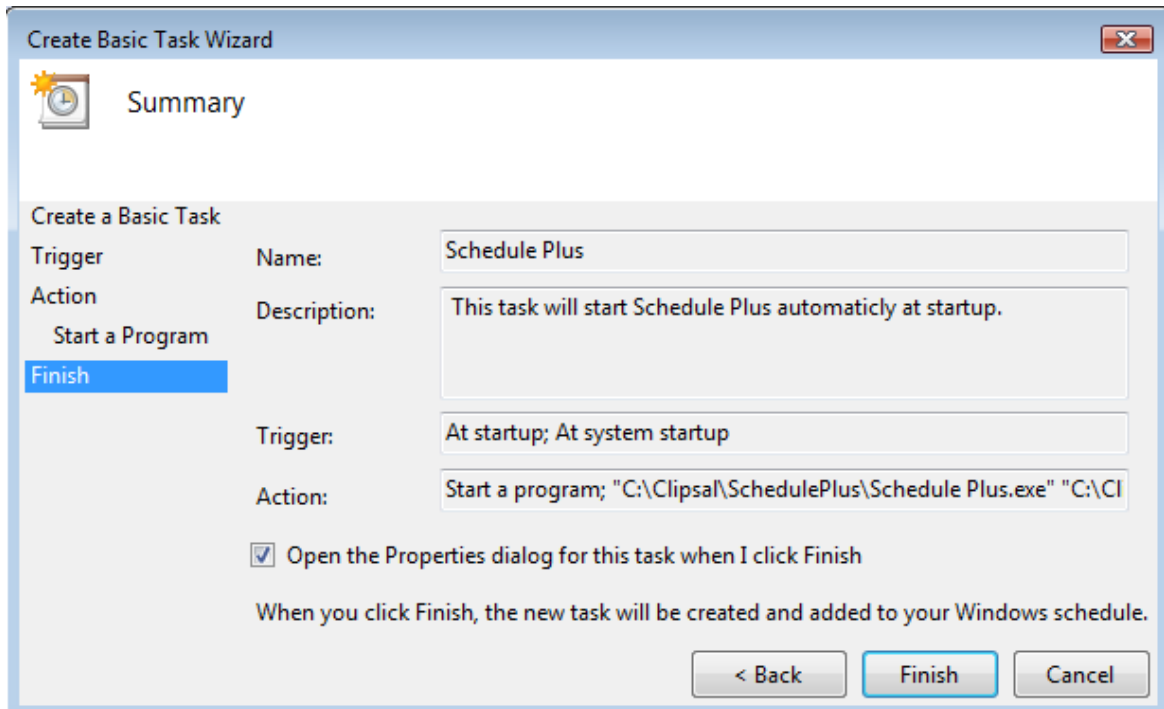 Create Basic Task Wizard
Summary
Create a Basic Task
Trigger
Action
Start a Program
Finish
Name: Schedule Plus
Description: This task will start Schedule Plus automaticly at startup.
Trigger: At startup; At system startup
Action: Start a program; "C:\Clipsal\SchedulePlus\Schedule Plus.exe" "C:\Cl
Open the Properties dialog for this task when I click Finish
When you click Finish, the new task will be created and added to your Windows schedule.
< Back Finish Cancel